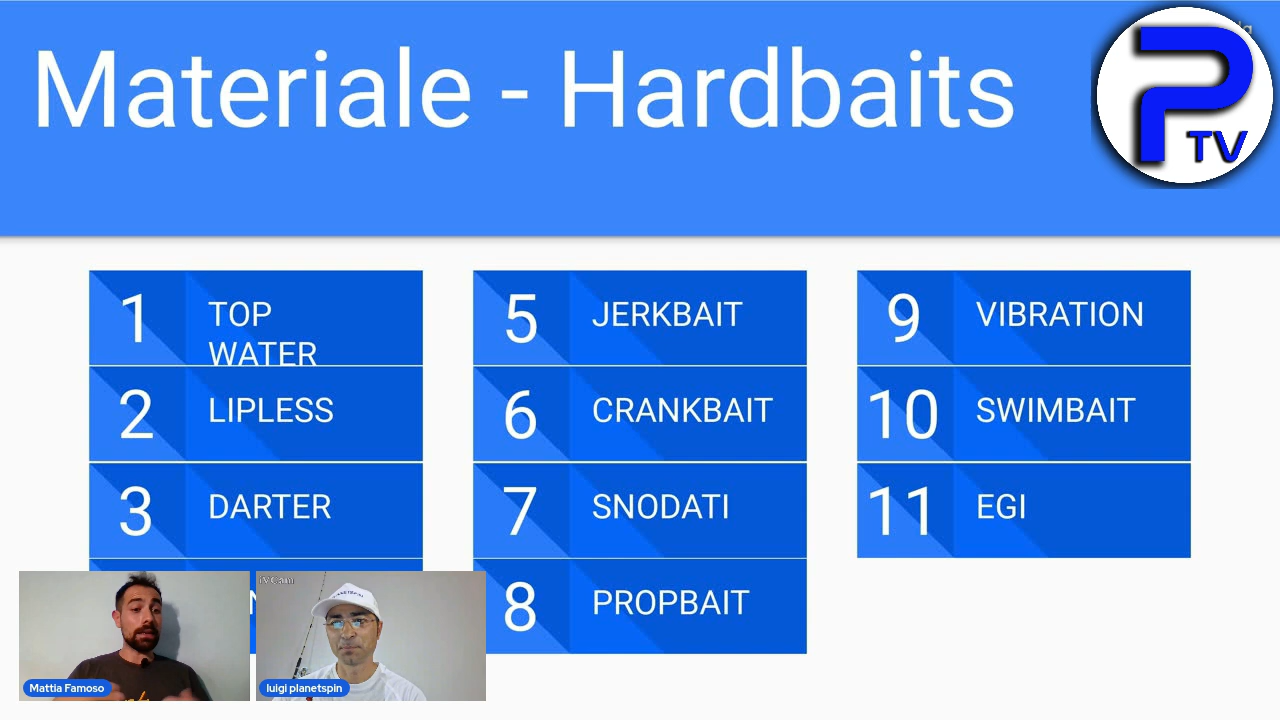 Materiale - Hardbaits
P
TV
1
TOP
WATER
2
LIPLESS
3
DARTER
5
JERKBAIT
6
CRANKBAIT
7
SNODATI
8
PROPBAIT
9
VIBRATION
10
SWIMBAIT
11
EGI
iVCam
Mattia Famoso
luigi planetspin